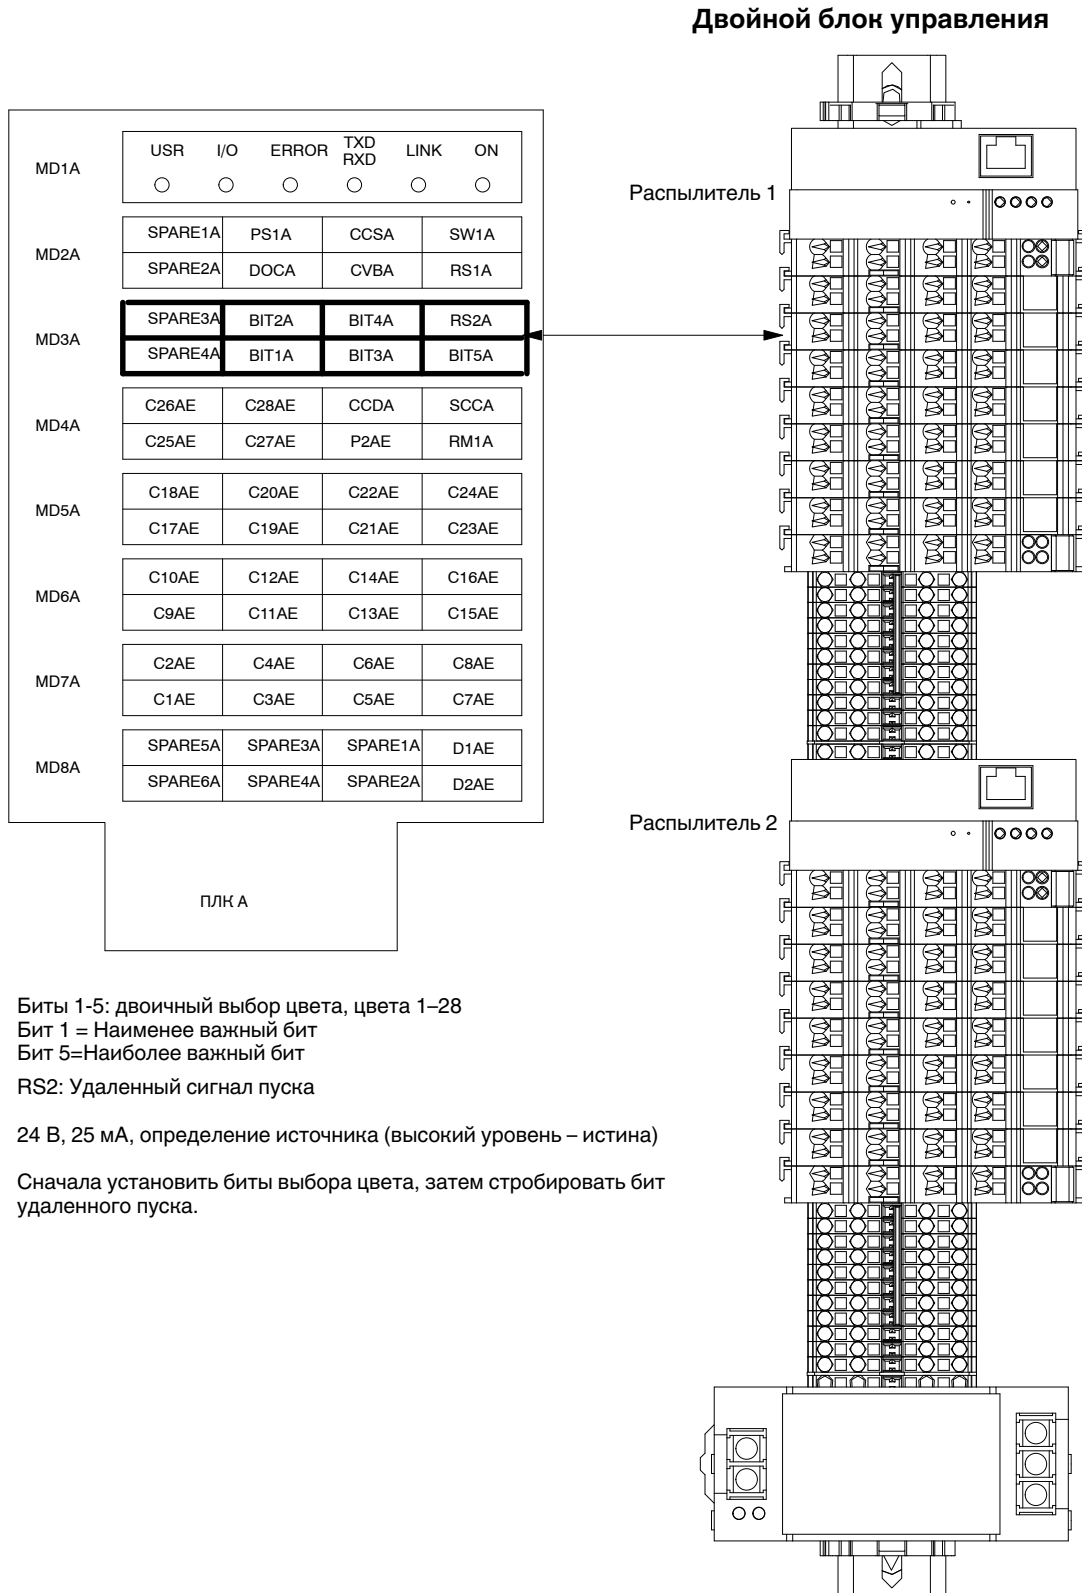 Двойной блок управления
MD1A
USR I/O ERROR TXD RXD LINK ON
Распылитель 1
MD2A
SPARE1A PS1A CCSA SW1A
SPARE2A DOCA CVBA RS1A
MD3A
SPARE3A BIT2A BIT4A RS2A
SPARE4A BIT1A BIT3A BIT5A
MD4A
C26AE C28AE CCDA SCCA
C25AE C27AE P2AE RM1A
MD5A
C18AE C20AE C22AE C24AE
C17AE C19AE C21AE C23AE
MD6A
C10AE C12AE C14AE C16AE
C9AE C11AE C13AE C15AE
MD7A
C2AE C4AE C6AE C8AE
C1AE C3AE C5AE C7AE
MD8A
SPARE5A SPARE3A SPARE1A D1AE
SPARE6A SPARE4A SPARE2A D2AE
Распылитель 2
ПЛК А
Биты 1-5: двоичный выбор цвета, цвета 1–28
Бит 1 = Наименее важный бит
Бит 5=Наиболее важный бит
RS2: Удаленный сигнал пуска
24 В, 25 мА, определение источника (высокий уровень – истина)
Сначала установить биты выбора цвета, затем стробировать бит
удаленного пуска.